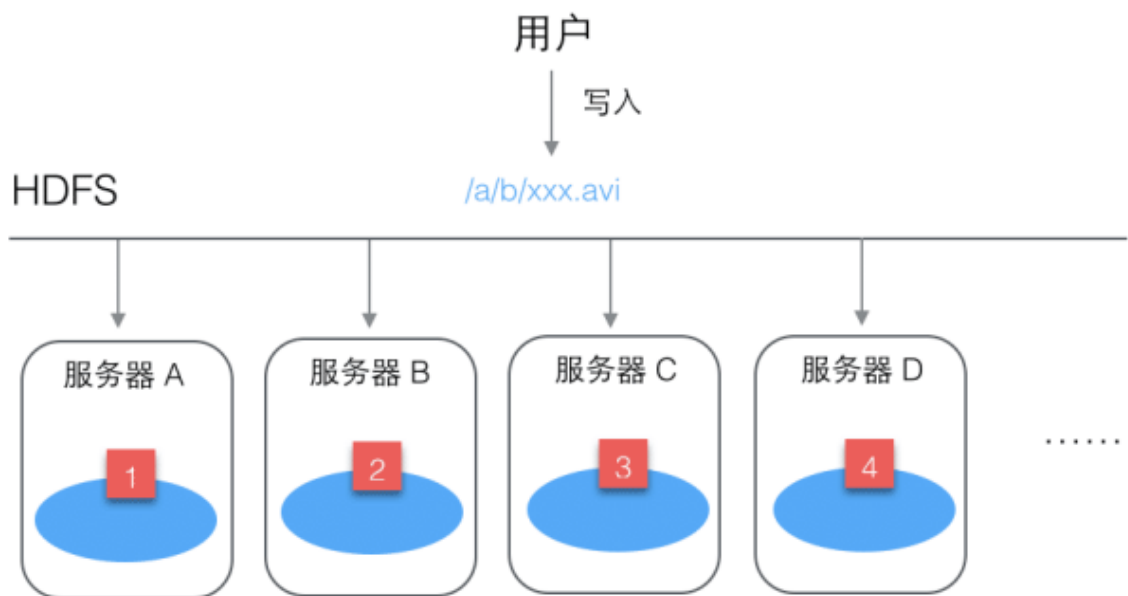 用户
写入
HDFS
/a/b/xxx.avi
服务器 A
服务器 B
服务器 C
服务器 D
1
2
3
4
……